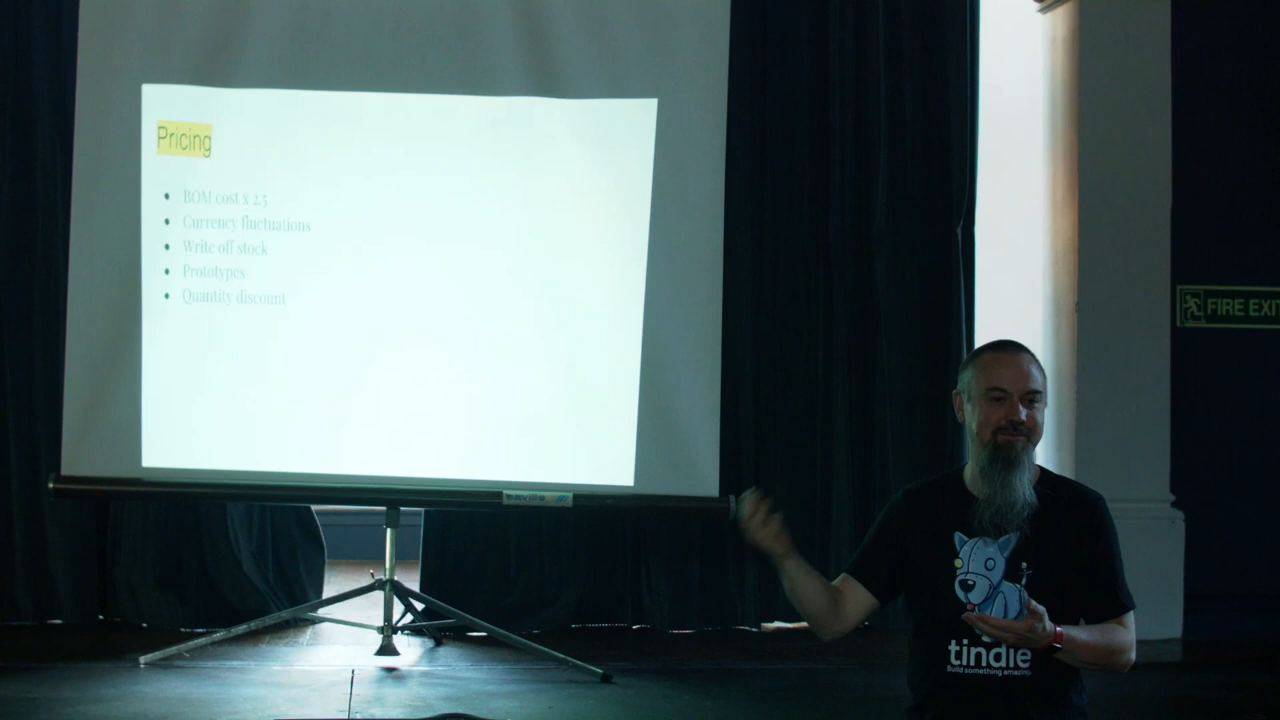 Pricing
BOM cost x 2.5
Currency fluctuations
Write off stock
Prototypes
Quantity discount
FIRE EXIT
tindie
Build something amazing.